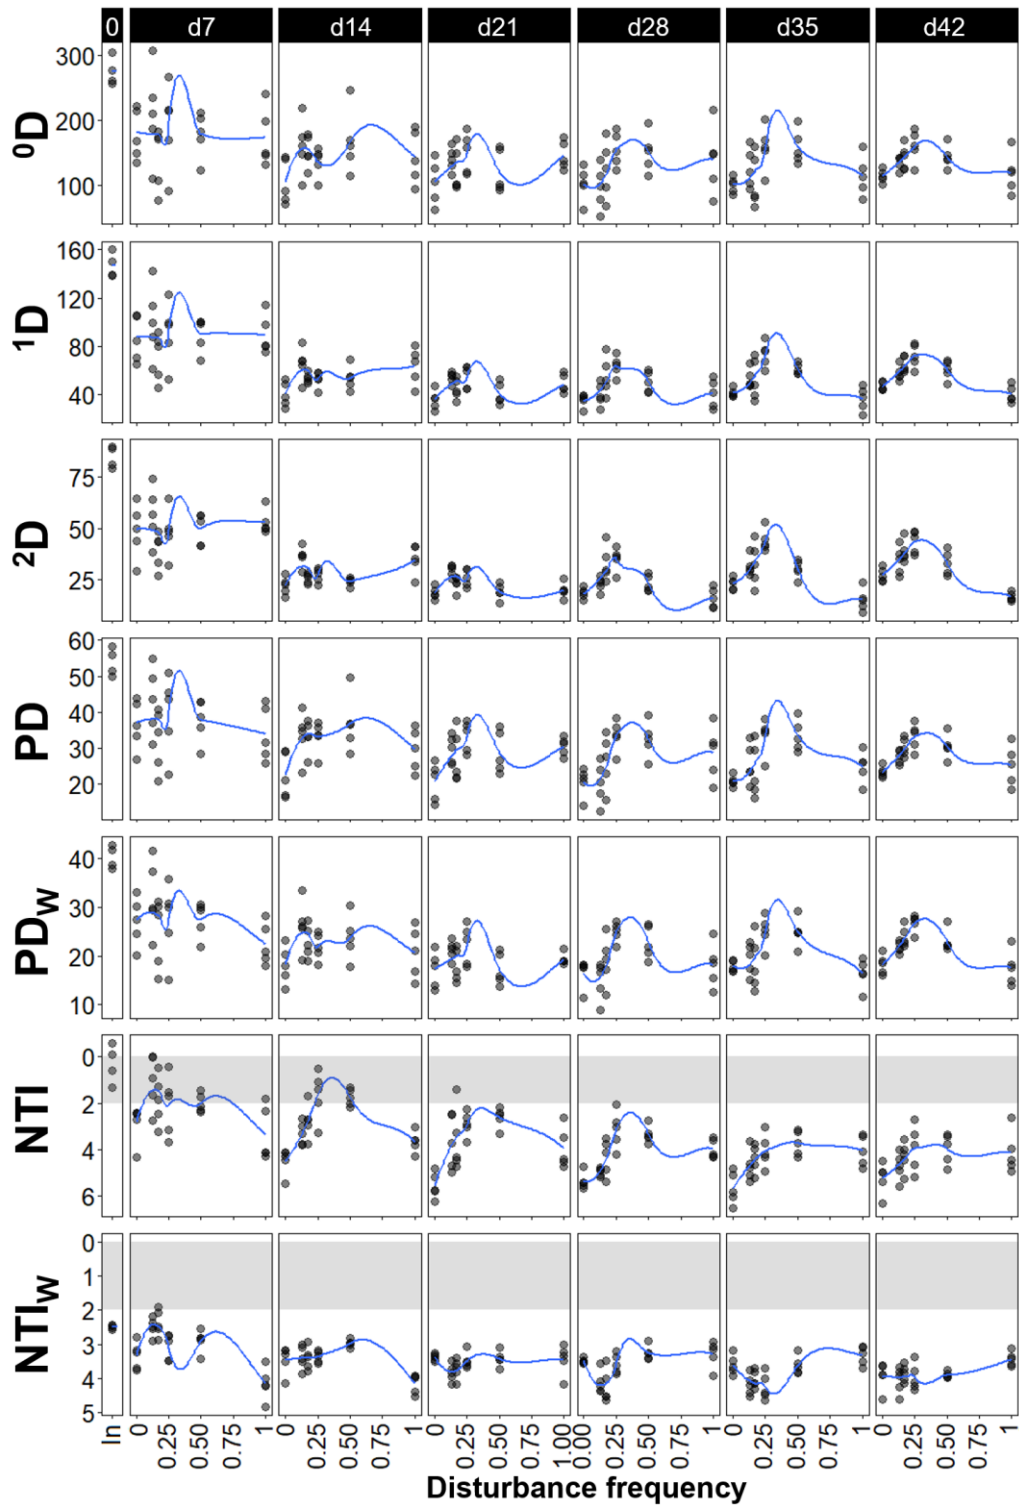 0 d7 d14 d21 d28 d35 d42
⁰D 300 200 100
¹D 160 120 80 40
²D 75 50 25
PD 60 50 40 30 20
PDW 40 30 20 10
NTI 0 2 4 6
NTIW 0 1 2 3 4 5
In 0 0.25 0.50 0.75 1 0 0.25 0.50 0.75 1 0 0.25 0.50 0.75 1.00 0.00 0.25 0.50 0.75 1 0 0.25 0.50 0.75 1 0 0.25 0.50 0.75 1
Disturbance frequency